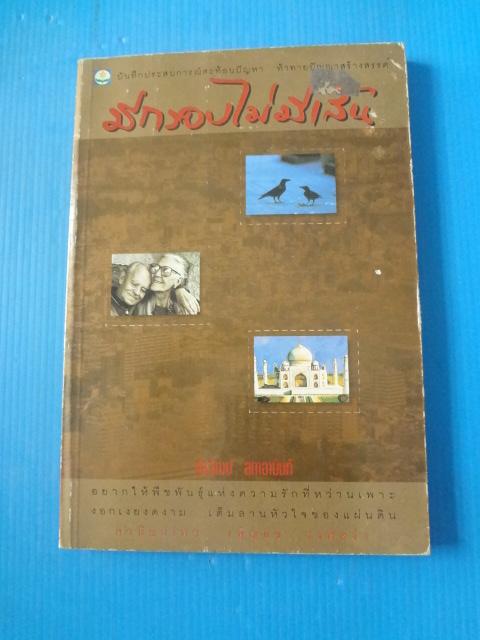 บันทึกประสบการณ์สะท้อนปัญหา ท้าทายปัญญาสร้างสรรค์
มีกรอบไม่มีเส้น
อยากให้พืชพันธุ์แห่งความรักที่หว่านเพาะ
งอกเงยงดงาม เต็มลานหัวใจของแผ่นดิน